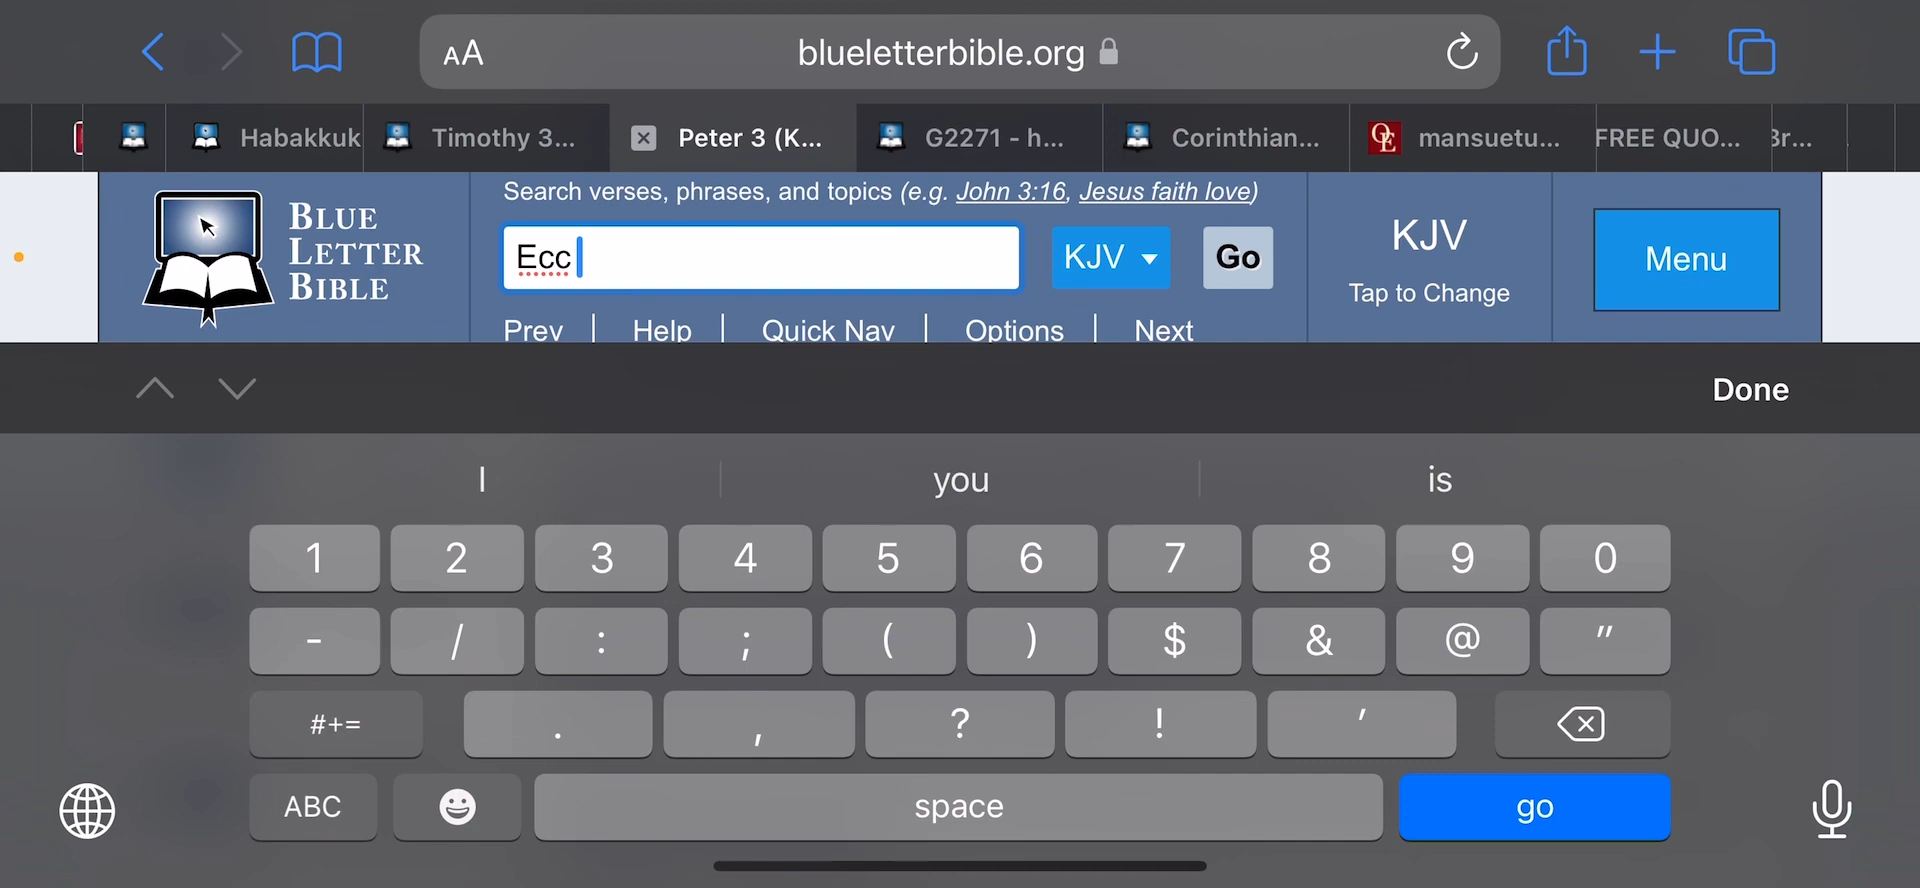 AA blueletterbible.org
Habakkuk Timothy 3... Peter 3 (K... G2271 - h... Corinthian... OE mansuetu... FREE QUO... Br...
Search verses, phrases, and topics (e.g. John 3:16, Jesus faith love)
BLUE
LETTER
BIBLE
Ecc
KJV Go
KJV
Tap to Change
Menu
Prev Help Quick Nav Options Next
Done
I you is
1 2 3 4 5 6 7 8 9 0
- / : ; ( ) $ & @ "
#+= . , ? ! '
ABC space go